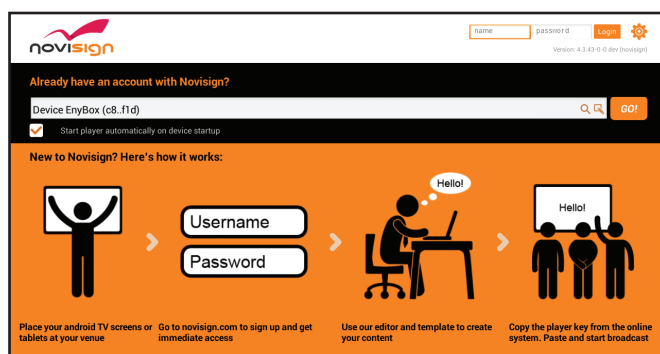 novisign
name password Login
Version: 4.3.43-0-0 dev (novisign)
Already have an account with Novisign?
Device EnyBox (c8..f1d) GO!
Start player automatically on device startup
New to Novisign? Here's how it works:
Hello!
Hello!
Username
Password
Place your android TV screens or
tablets at your venue
Go to novisign.com to sign up and get
immediate access
Use our editor and template to create
your content
Copy the player key from the online
system. Paste and start broadcast